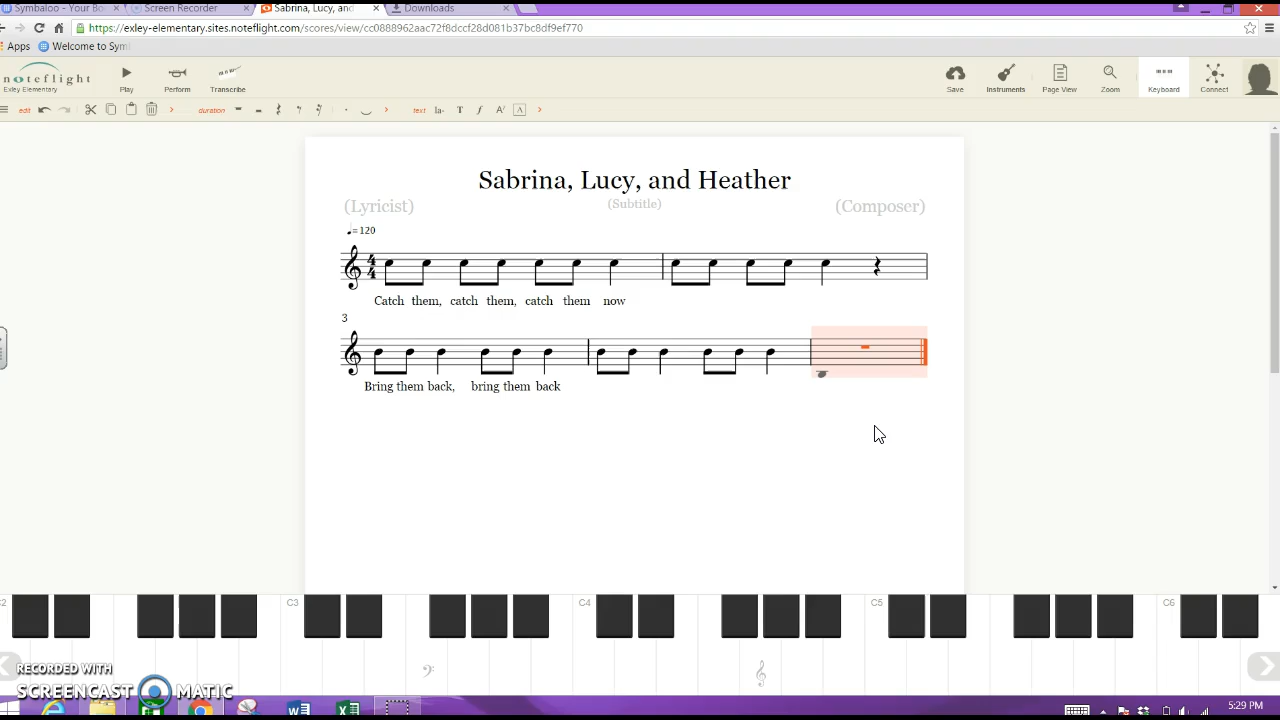 Symbaloo - Your Bo
Screen Recorder
Sabrina, Lucy, and
Downloads
https://exley-elementary.sites.noteflight.com/scores/view/cc0888962aac72f8dccf28d081b37bc8df9ef770
Apps
Welcome to Symb
noteflight
Exley Elementary
Play
Perform
Transcribe
Save
Instruments
Page View
Zoom
Keyboard
Connect
edit
duration
text
la-
T
f
A
Sabrina, Lucy, and Heather
(Lyricist)
(Subtitle)
(Composer)
= 120
Catch them, catch them, catch them now
3
Bring them back, bring them back
C2
C3
C4
C5
C6
RECORDED WITH
SCREENCAST MATIC
5:29 PM